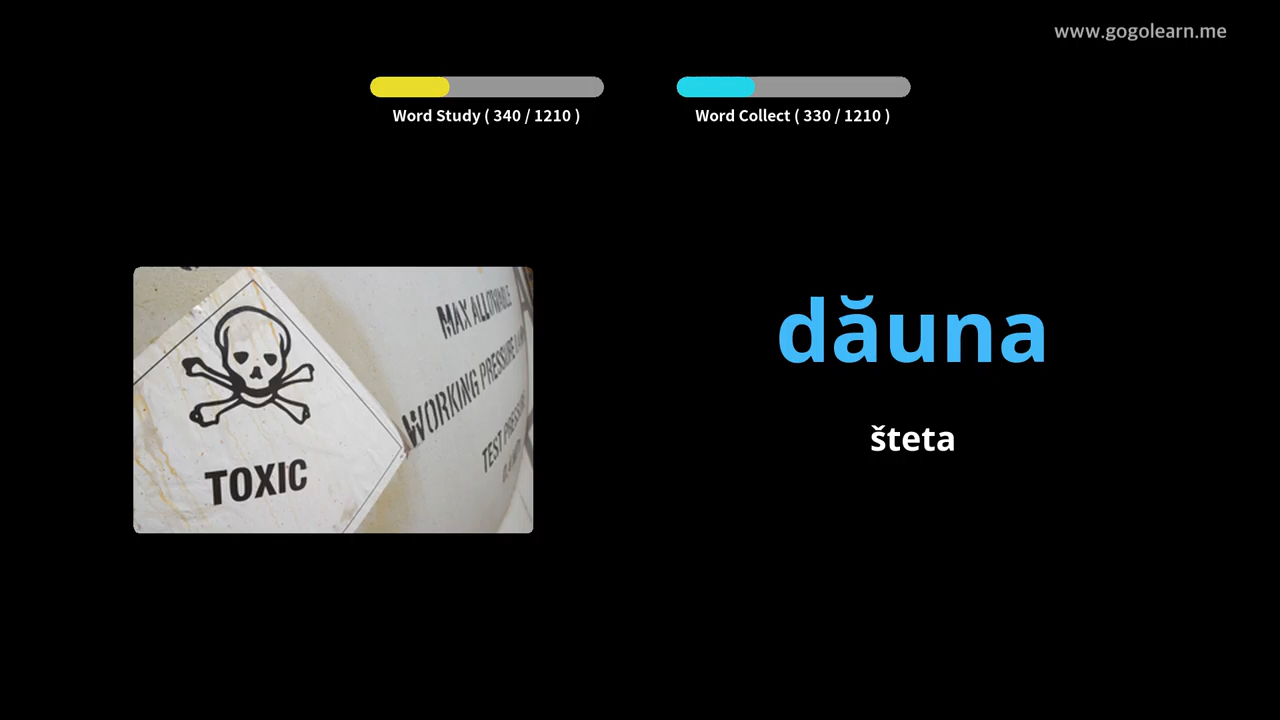 www.gogolearn.me
Word Study ( 340 / 1210 )
Word Collect ( 330 / 1210 )
MAX ALLOWABLE
WORKING PRESSURE
TEST PRESSURE
TOXIC
dăuna
šteta